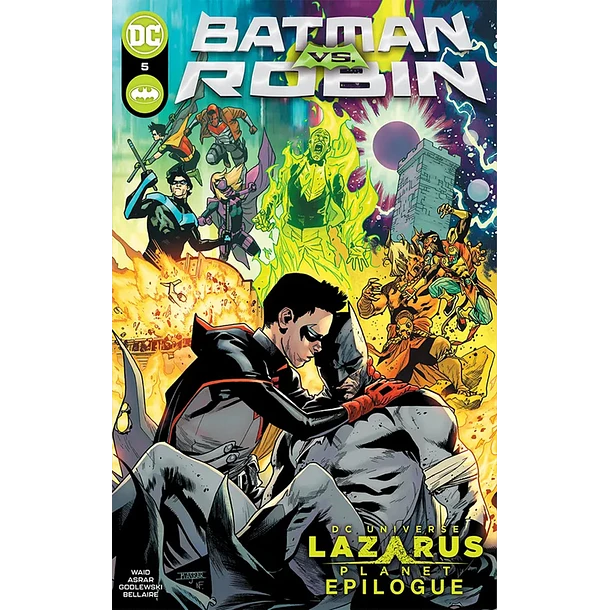 DC
5
BATMAN
VS.
ROBIN
DC UNIVERSE
LAZARUS
PLANET
EPILOGUE
WAID
ASRAR
GODLEWSKI
BELLAIRE